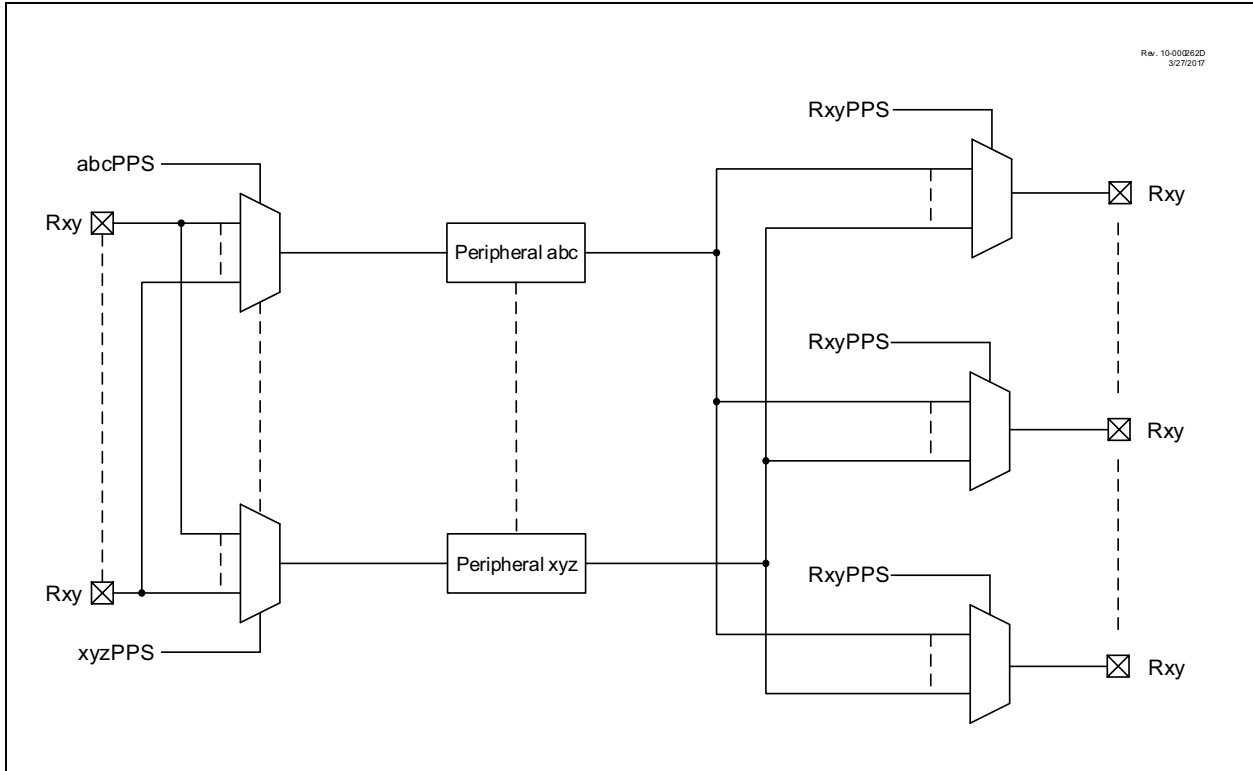 Rev. 10-000262D
3/27/2017
RxyPPS
abcPPS
Rxy
Rxy
Peripheral abc
RxyPPS
Rxy
Peripheral xyz
RxyPPS
Rxy
xyzPPS
Rxy